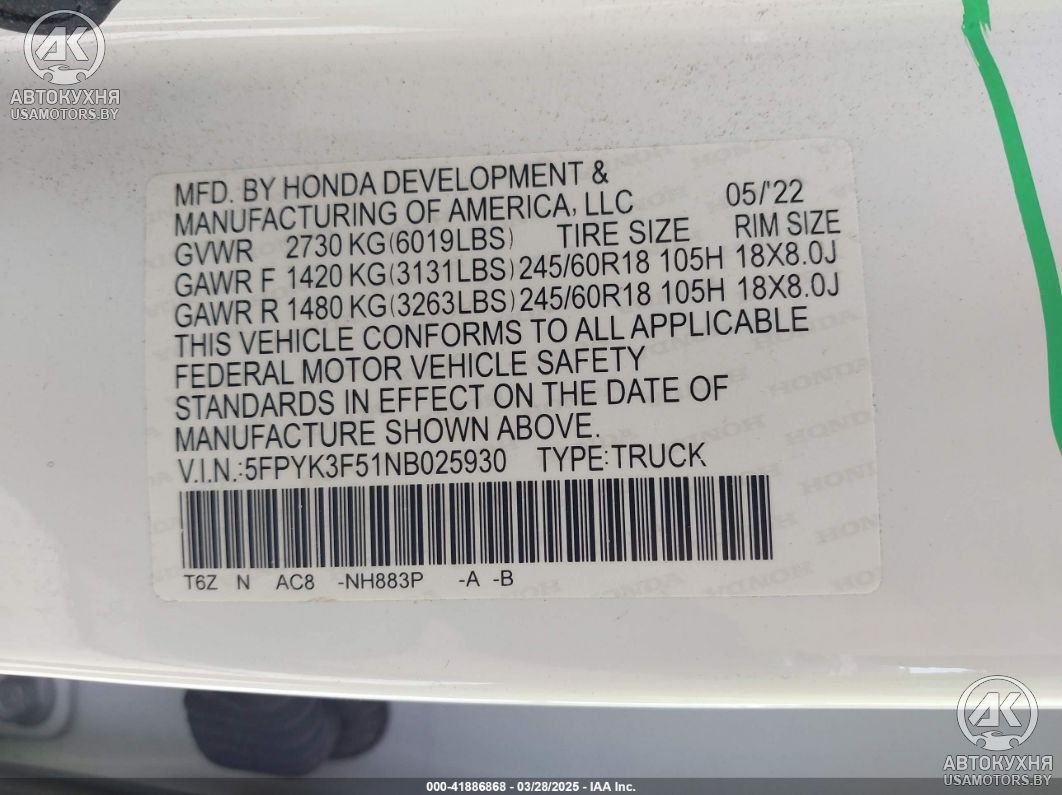 AK
АВТОКУХНЯ
USAMOTORS.BY
MFD. BY HONDA DEVELOPMENT &
MANUFACTURING OF AMERICA, LLC 05/'22
GVWR 2730 KG(6019LBS) TIRE SIZE RIM SIZE
GAWR F 1420 KG(3131LBS) 245/60R18 105H 18X8.0J
GAWR R 1480 KG(3263LBS) 245/60R18 105H 18X8.0J
THIS VEHICLE CONFORMS TO ALL APPLICABLE
FEDERAL MOTOR VEHICLE SAFETY
STANDARDS IN EFFECT ON THE DATE OF
MANUFACTURE SHOWN ABOVE.
V.I.N.:5FPYK3F51NB025930 TYPE:TRUCK
T6Z N AC8 -NH883P -A -B
AK
АВТОКУХНЯ
USAMOTORS.BY
000-41886868 - 03/28/2025 - IAA Inc.